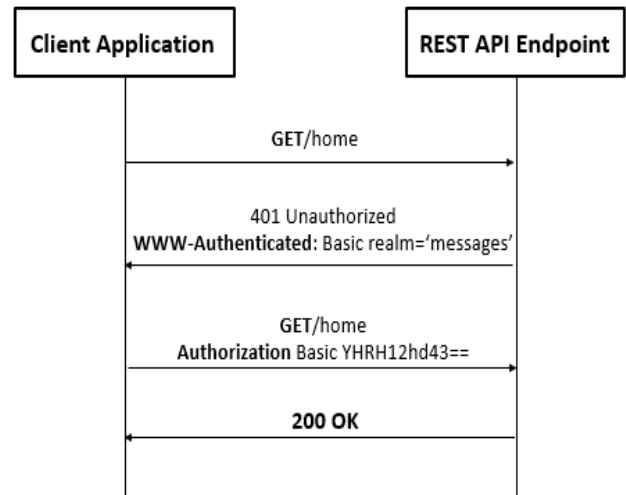 Client Application
REST API Endpoint
GET/home
401 Unauthorized
WWW-Authenticated: Basic realm=‘messages’
GET/home
Authorization Basic YHRH12hd43==
200 OK